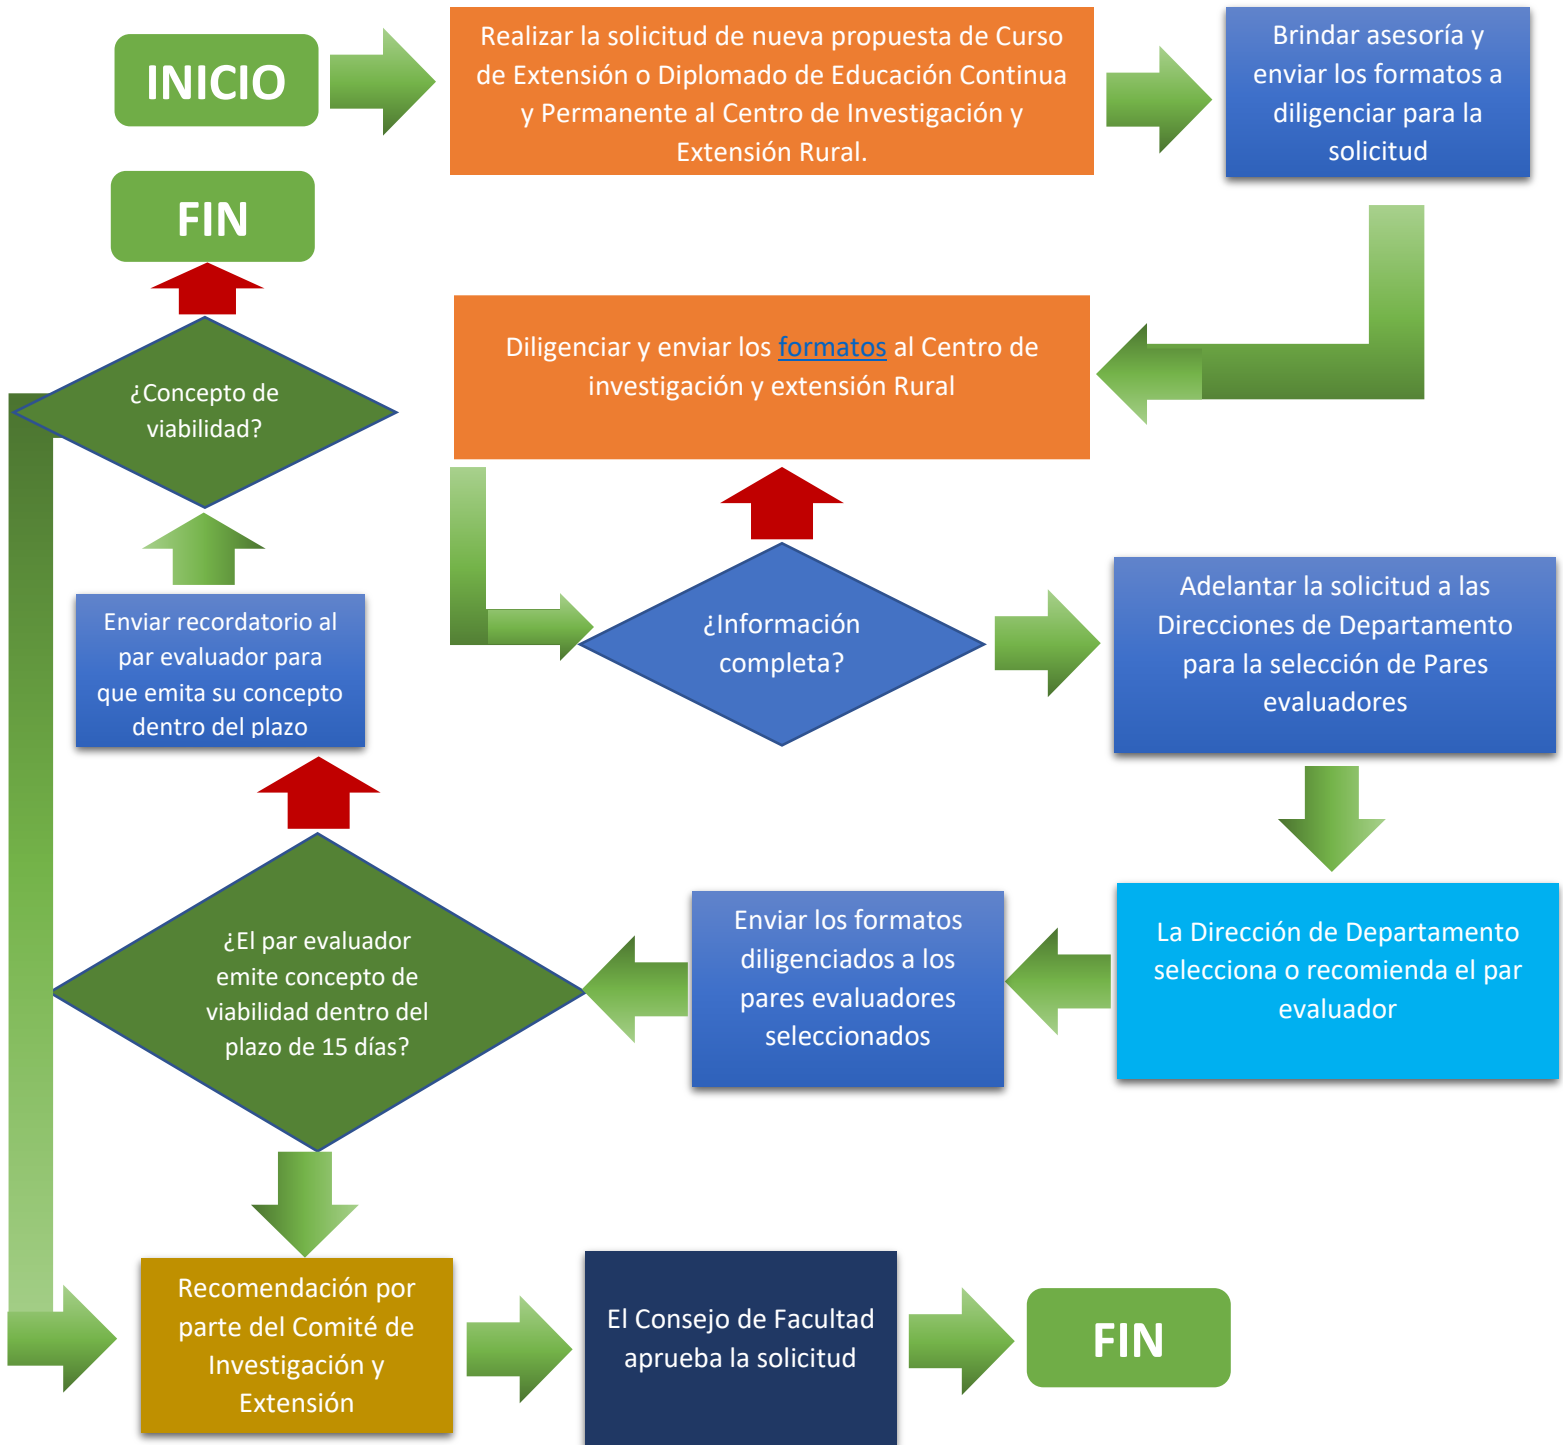 INICIO
Realizar la solicitud de nueva propuesta de Curso
de Extensión o Diplomado de Educación Continua
y Permanente al Centro de Investigación y
Extensión Rural.
Brindar asesoría y
enviar los formatos a
diligenciar para la
solicitud
FIN
Diligenciar y enviar los formatos al Centro de
investigación y extensión Rural
¿Concepto de
viabilidad?
¿Información
completa?
Adelantar la solicitud a las
Direcciones de Departamento
para la selección de Pares
evaluadores
Enviar recordatorio al
par evaluador para
que emita su concepto
dentro del plazo
¿El par evaluador
emite concepto de
viabilidad dentro del
plazo de 15 días?
Enviar los formatos
diligenciados a los
pares evaluadores
seleccionados
La Dirección de Departamento
selecciona o recomienda el par
evaluador
Recomendación por
parte del Comité de
Investigación y
Extensión
El Consejo de Facultad
aprueba la solicitud
FIN